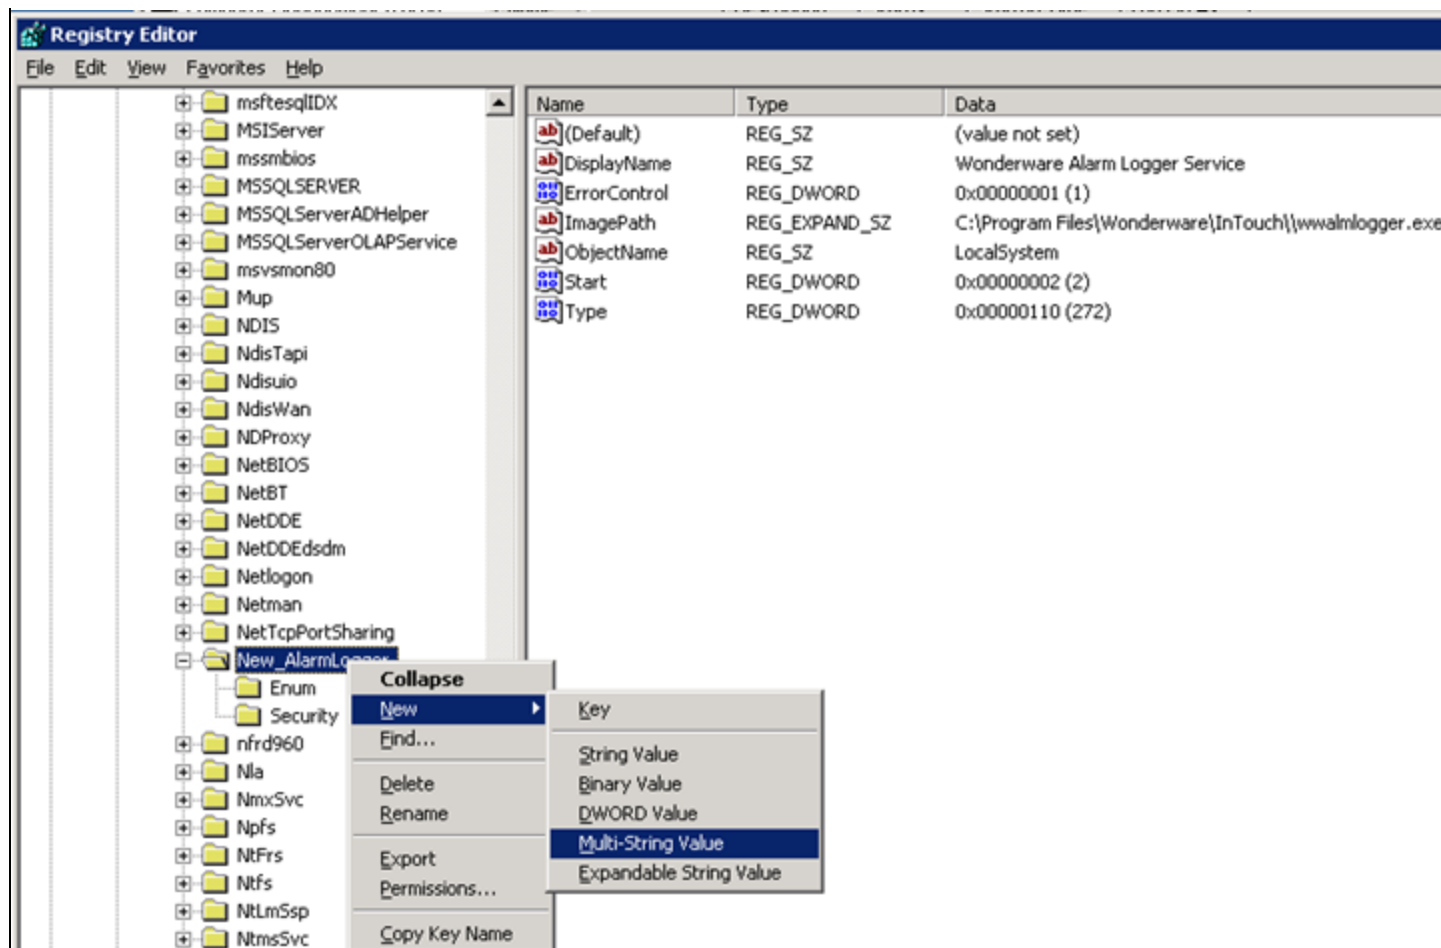 Registry Editor
File Edit View Favorites Help
msftesqlIDX
MSIServer
mssmbios
MSSQLSERVER
MSSQLServerADHelper
MSSQLServerOLAPService
msvsmon80
Mup
NDIS
NdisTapi
Ndisuio
NdisWan
NDProxy
NetBIOS
NetBT
NetDDE
NetDDEdsdm
Netlogon
Netman
NetTcpPortSharing
New_AlarmLogger
Enum
Security
nfrd960
Nla
NmxSvc
Npfs
NtFrs
Ntfs
NtLmSsp
NtmsSvc
Name Type Data
(Default) REG_SZ (value not set)
DisplayName REG_SZ Wonderware Alarm Logger Service
ErrorControl REG_DWORD 0x00000001 (1)
ImagePath REG_EXPAND_SZ C:\Program Files\Wonderware\InTouch\\wwalmlogger.exe
ObjectName REG_SZ LocalSystem
Start REG_DWORD 0x00000002 (2)
Type REG_DWORD 0x00000110 (272)
Collapse
New
Find...
Delete
Rename
Export
Permissions...
Copy Key Name
Key
String Value
Binary Value
DWORD Value
Multi-String Value
Expandable String Value